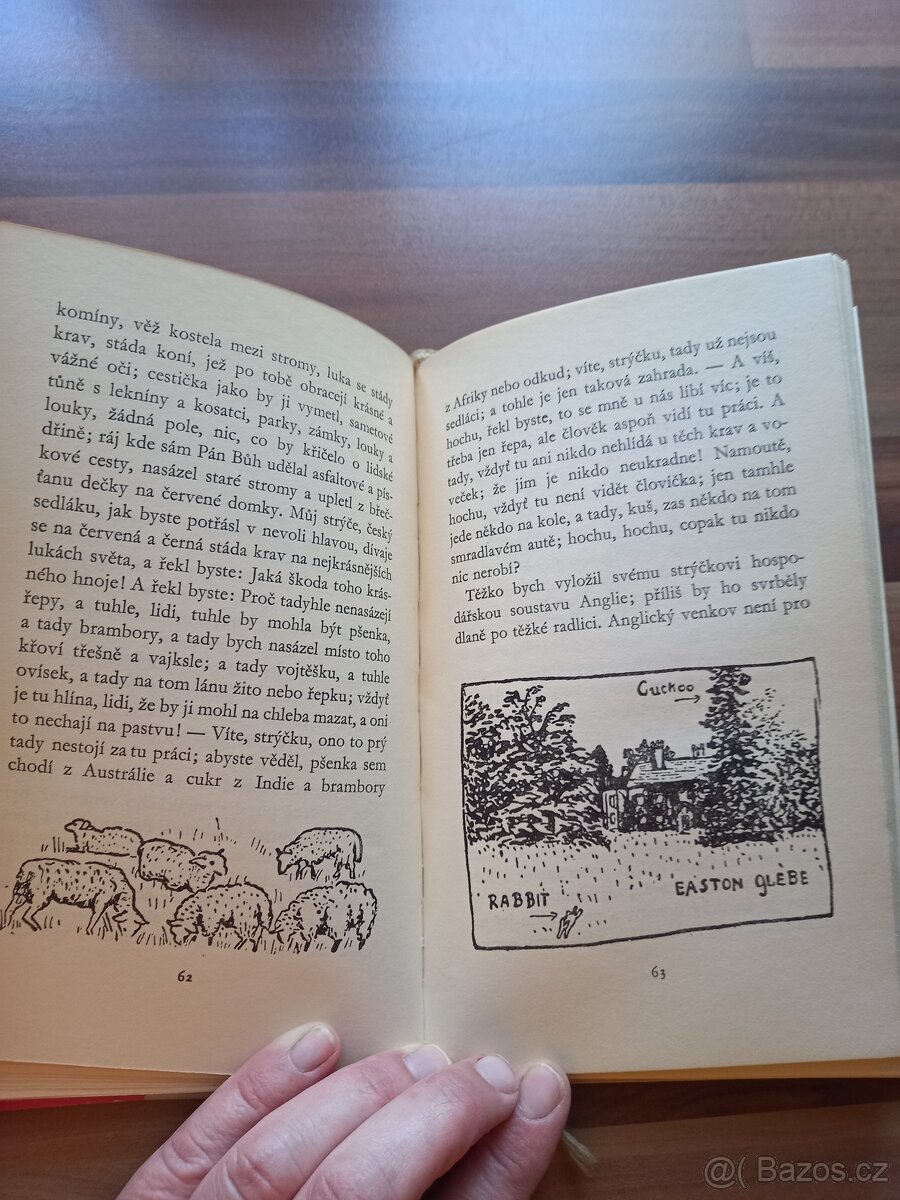 komíny, věž kostela mezi stromy, luka se stády
krav, stáda koní, jež po tobě obracejí krásné a
vážné oči; cestička jako by ji vymetl, sametové
tůně s lekníny a kosatci, parky, zámky, louky a
louky, žádná pole, nic, co by křičelo o lidské
dřině; ráj kde sám Pán Bůh udělal asfaltové a pís-
kové cesty, nasázel staré stromy a upletl z břeč-
ťanu dečky na červené domky. Můj strýče, český
sedláku, jak byste potřásl v nevoli hlavou, dívaje
se na červená a černá stáda krav na nejkrásnějších
lukách světa, a řekl byste: Jaká škoda toho krás-
ného hnoje! A řekl byste: Proč tadyhle nenasázejí
řepy, a tuhle, lidi, tuhle by mohla být pšenka,
a tady brambory, a tady bych nasázel místo toho
křoví třešně a vajksle; a tady vojtěšku, a tuhle
ovísek, a tady na tom lánu žito nebo řepku; vždyť
je tu hlína, lidi, že by ji mohl na chleba mazat, a oni
to nechají na pastvu! — Víte, strýčku, ono to prý
tady nestojí za tu práci; abyste věděl, pšenka sem
chodí z Austrálie a cukr z Indie a brambory
62
z Afriky nebo odkud; víte, strýčku, tady už nejsou
sedláci; a tohle je jen taková zahrada. — A víš,
hochu, řekl byste, to se mně u nás líbí víc; je to
třeba jen řepa, ale člověk aspoň vidí tu práci. A
tady, vždyť tu ani nikdo nehlídá u těch krav a vo-
veček; že jim je nikdo neukradne! Namoutě,
hochu, vždyť tu není vidět človíčka; jen tamhle
jede někdo na kole, a tady, kuš, zas někdo na tom
smradlavém autě; hochu, hochu, copak tu nikdo
nic nerobí?
Těžko bych vyložil svému strýčkovi hospo-
dářskou soustavu Anglie; příliš by ho svrběly
dlaně po těžké radlici. Anglický venkov není pro
Cuckoo
RABBIT
EASTON GLEBE
63
@( Bazos.cz